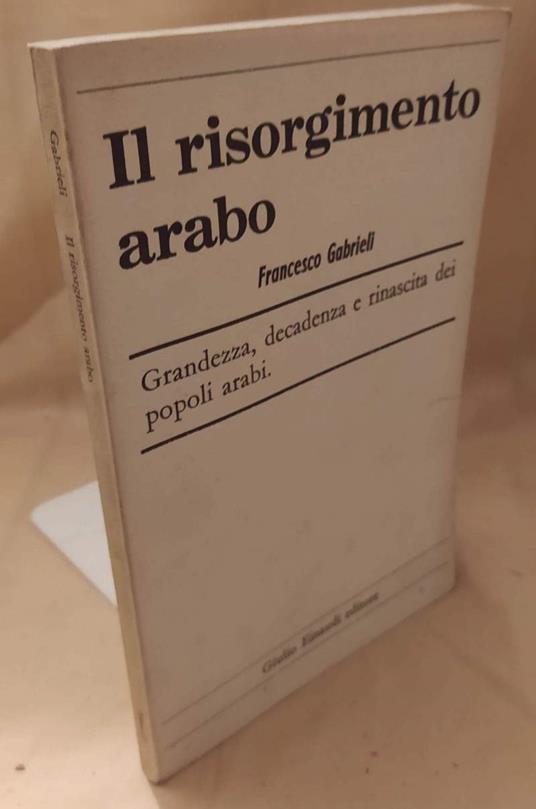 Il risorgimento
arabo
Francesco Gabrieli
Grandezza, decadenza e rinascita dei
popoli arabi.
Giulio Einaudi editore
Gabrieli Il risorgimento arabo